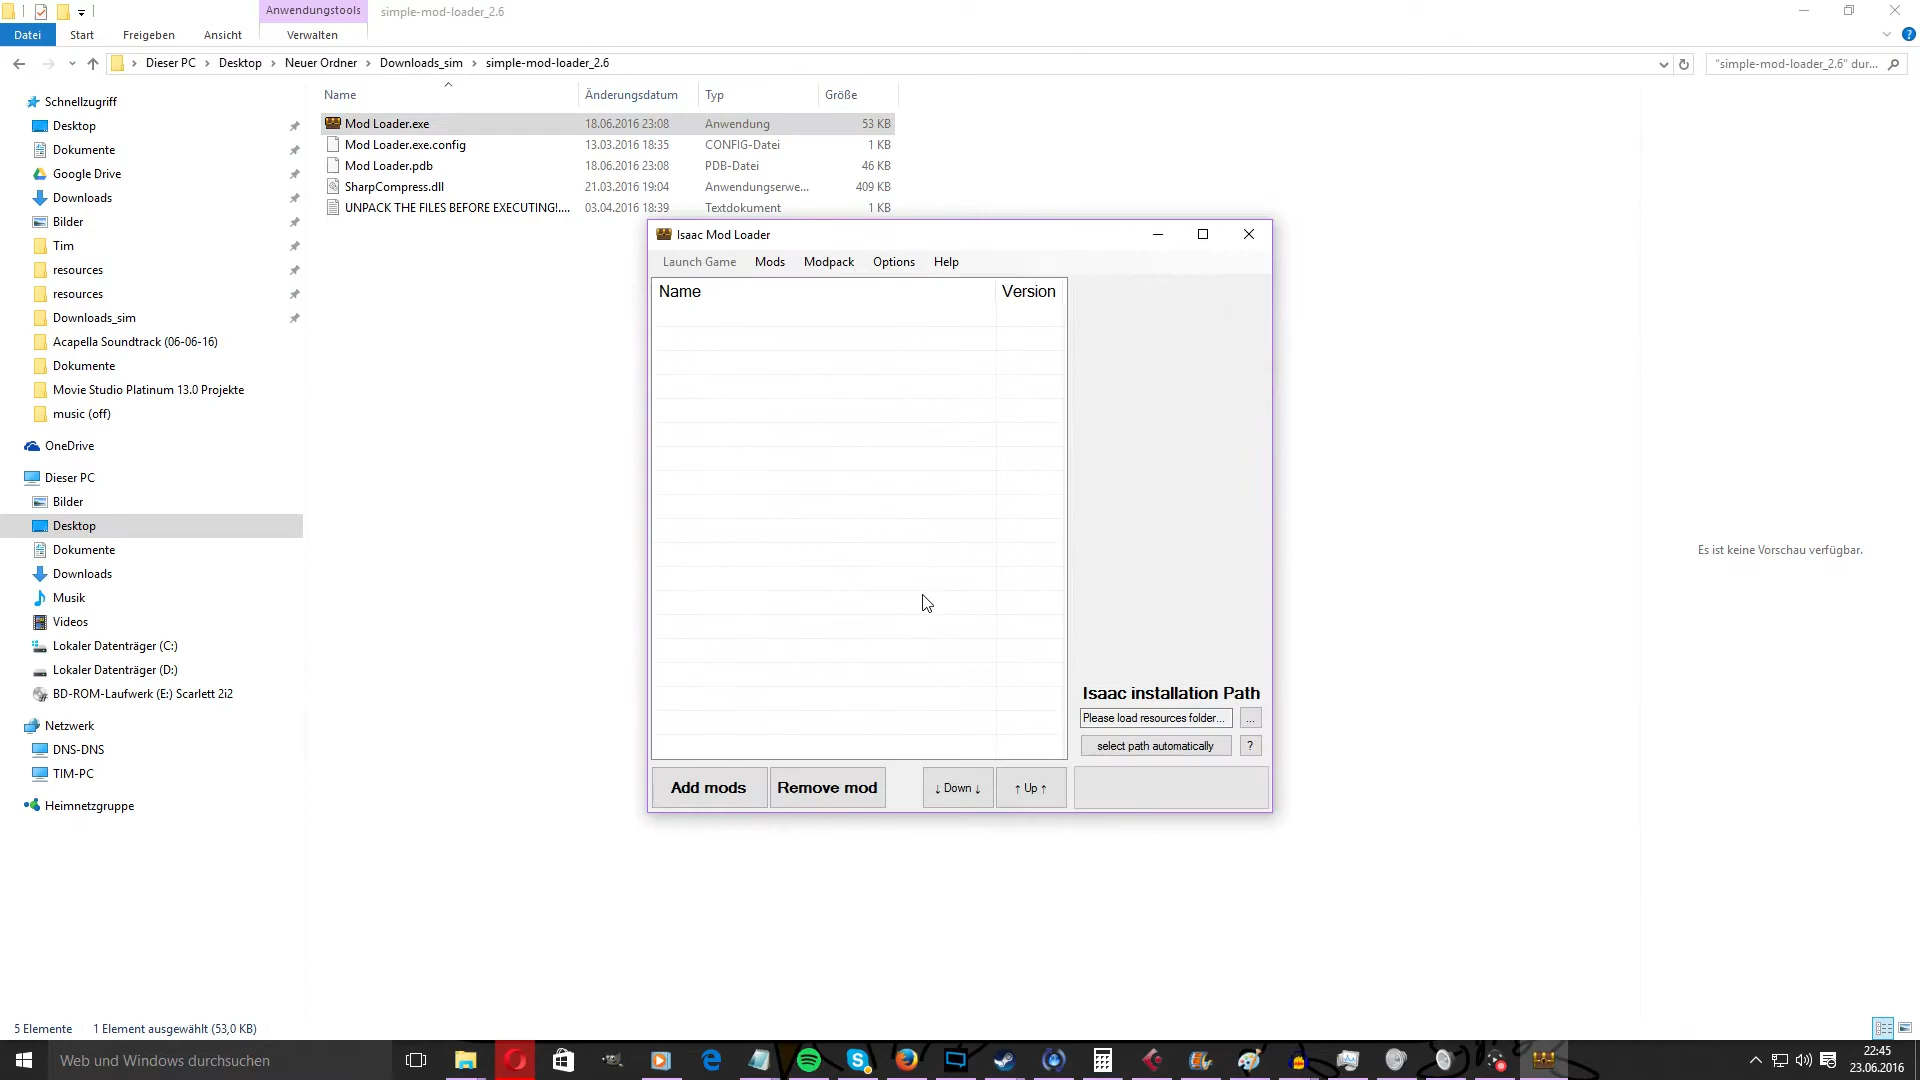 Anwendungstools
simple-mod-loader_2.6
Datei
Start
Freigeben
Ansicht
Verwalten
Dieser PC
Desktop
Neuer Ordner
Downloads_sim
simple-mod-loader_2.6
"simple-mod-loader_2.6" dur...
Name
Änderungsdatum
Typ
Größe
Mod Loader.exe
18.06.2016 23:08
Anwendung
53 KB
Mod Loader.exe.config
13.03.2016 18:35
CONFIG-Datei
1 KB
Mod Loader.pdb
18.06.2016 23:08
PDB-Datei
46 KB
SharpCompress.dll
21.03.2016 19:04
Anwendungserwe...
409 KB
UNPACK THE FILES BEFORE EXECUTING!....
03.04.2016 18:39
Textdokument
1 KB
Schnellzugriff
Desktop
Dokumente
Google Drive
Downloads
Bilder
Tim
resources
resources
Downloads_sim
Acapella Soundtrack (06-06-16)
Dokumente
Movie Studio Platinum 13.0 Projekte
music (off)
OneDrive
Dieser PC
Bilder
Desktop
Dokumente
Downloads
Musik
Videos
Lokaler Datenträger (C:)
Lokaler Datenträger (D:)
BD-ROM-Laufwerk (E:) Scarlett 2i2
Netzwerk
DNS-DNS
TIM-PC
Heimnetzgruppe
Isaac Mod Loader
Launch Game
Mods
Modpack
Options
Help
Name
Version
Isaac installation Path
Please load resources folder...
...
select path automatically
?
Add mods
Remove mod
↓ Down ↓
↑ Up ↑
Es ist keine Vorschau verfügbar.
5 Elemente
1 Element ausgewählt (53,0 KB)
Web und Windows durchsuchen
22:45
23.06.2016